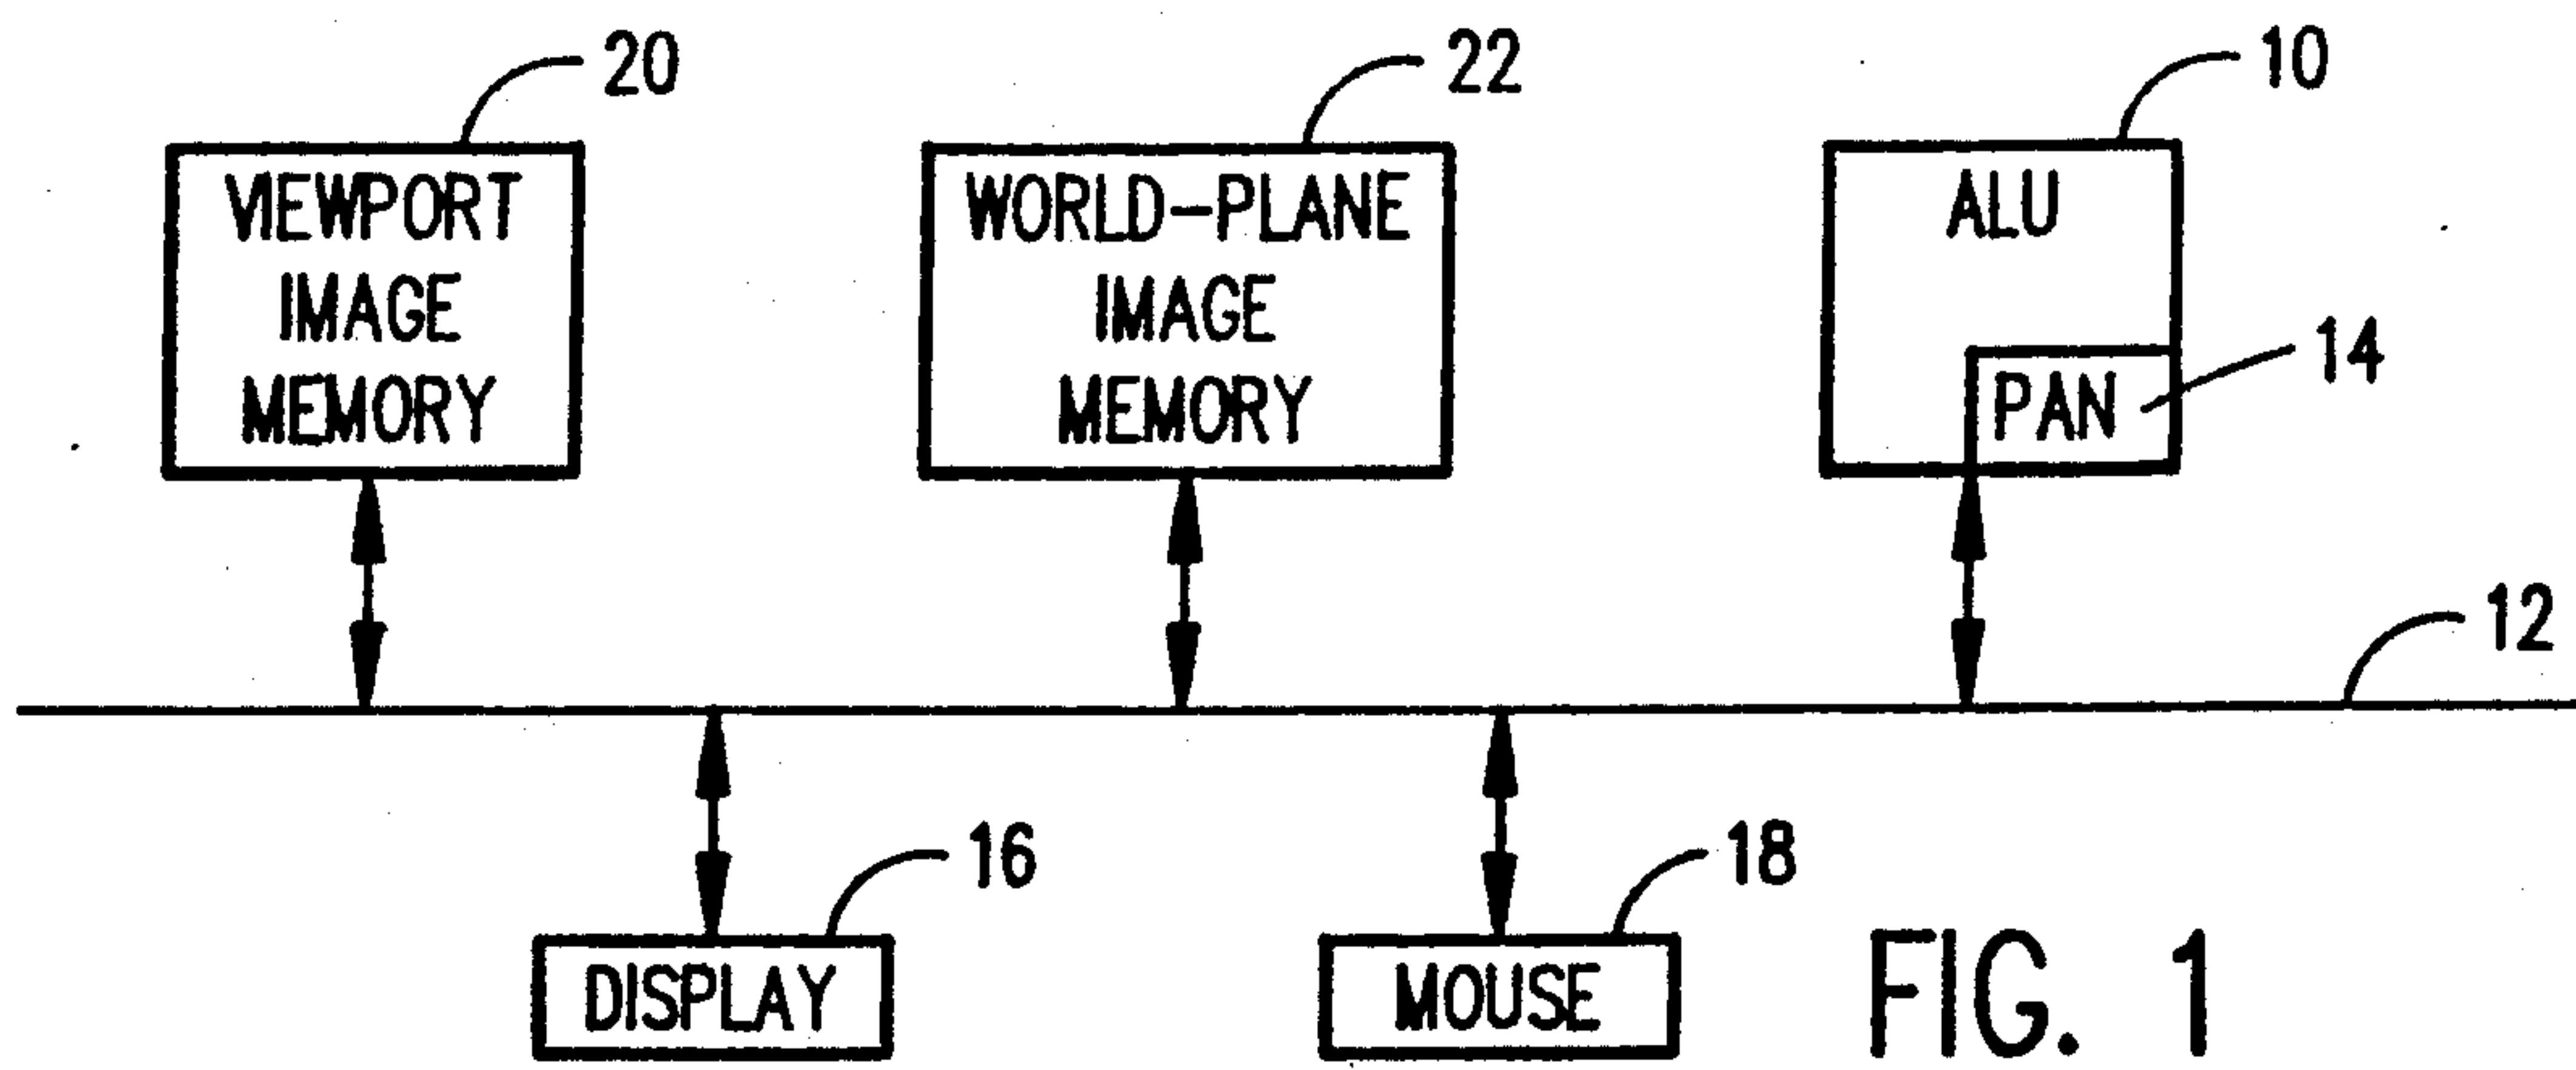 20
22
10
VIEWPORT
IMAGE
MEMORY
WORLD-PLANE
IMAGE
MEMORY
ALU
PAN
14
12
16
18
DISPLAY
MOUSE
FIG. 1